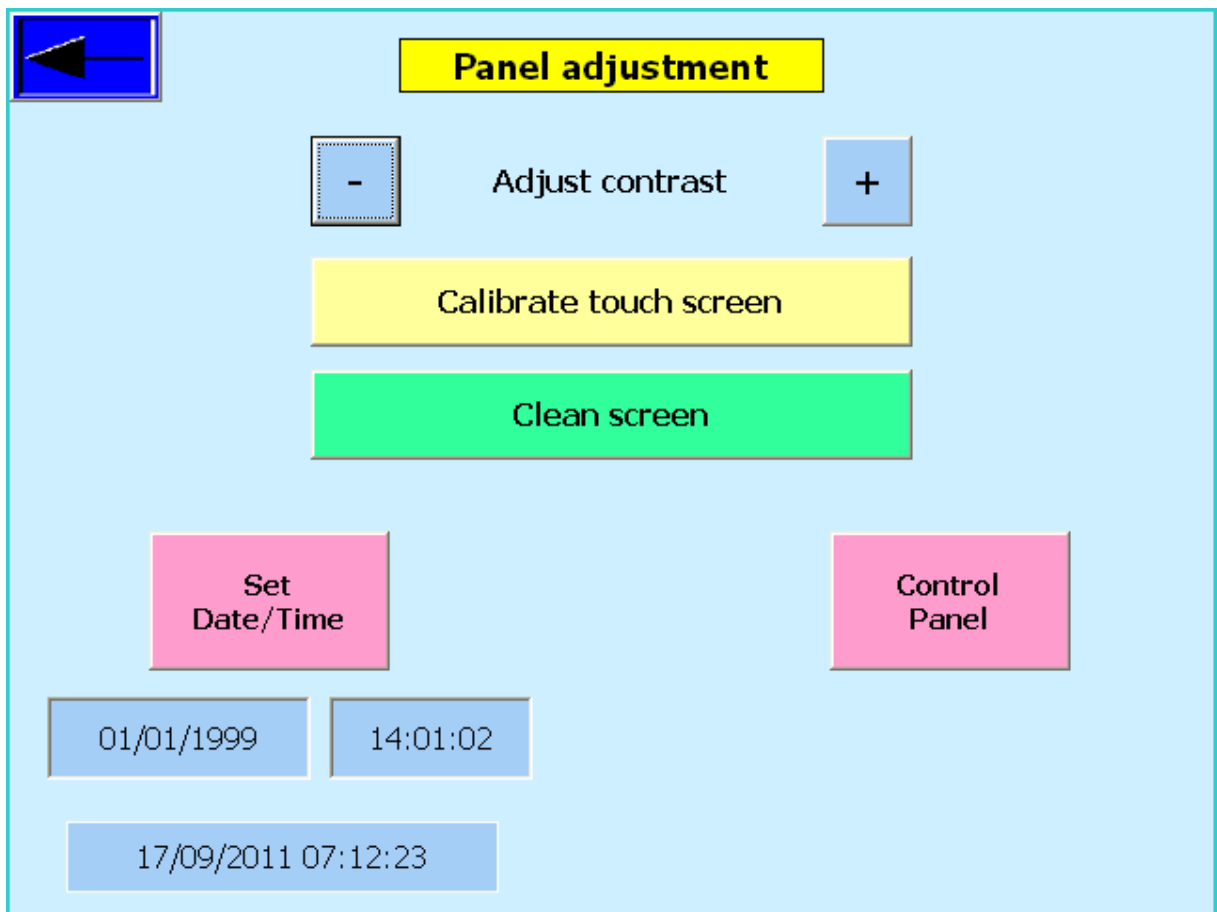 Panel adjustment
- Adjust contrast +
Calibrate touch screen
Clean screen
Set
Date/Time
Control
Panel
01/01/1999 14:01:02
17/09/2011 07:12:23